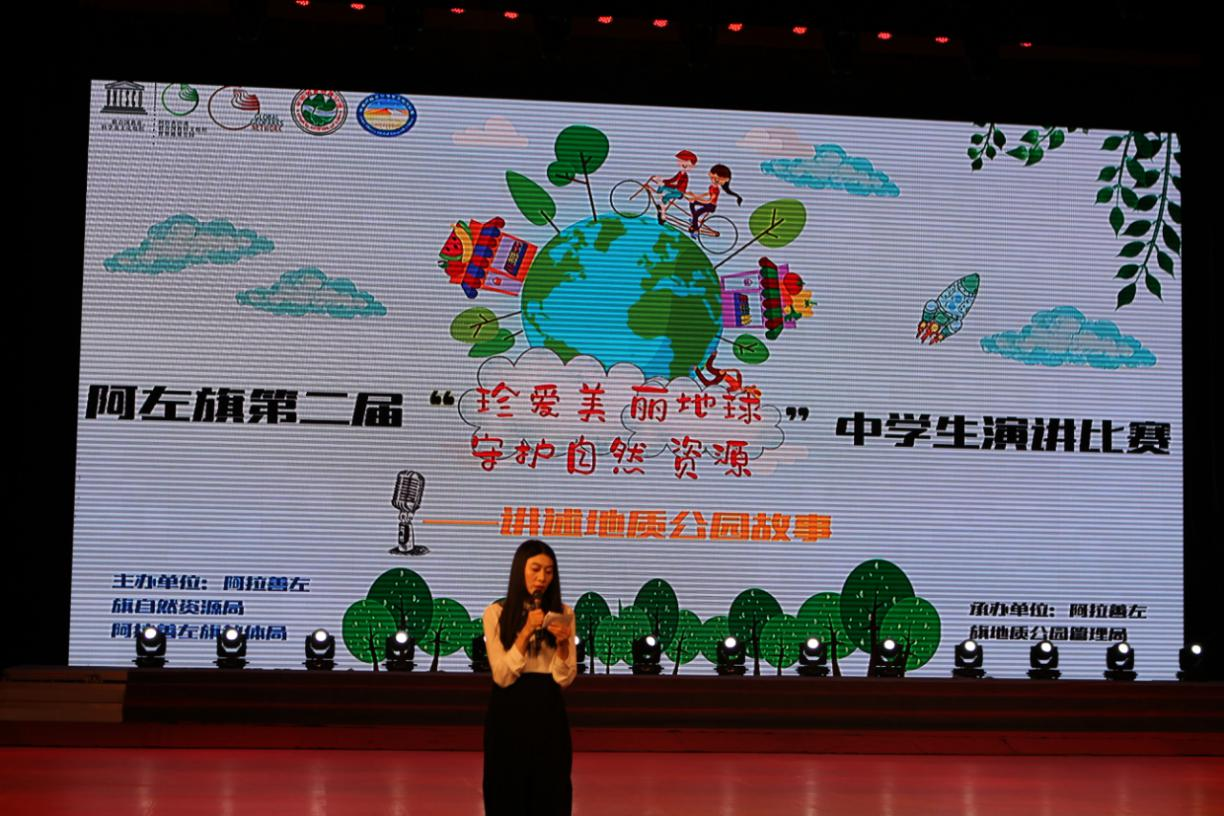 GLOBAL
NETWORK
阿左旗第二届“珍爱美丽地球
守护自然资源”中学生演讲比赛
——讲述地质公园故事
主办单位：阿拉善左
旗自然资源局
阿拉善左旗教体局
承办单位：阿拉善左
旗地质公园管理局